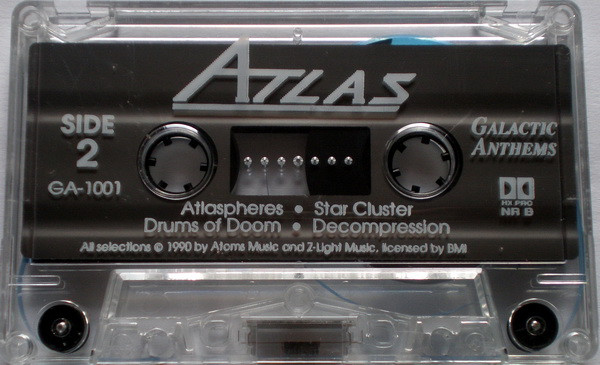 ATLAS
SIDE
2
GA-1001
GALACTIC
ANTHEMS
HX PRO
NR B
Atlaspheres • Star Cluster
Drums of Doom • Decompression
All selections © 1990 by Atoms Music and Z-Light Music, licensed by BMI